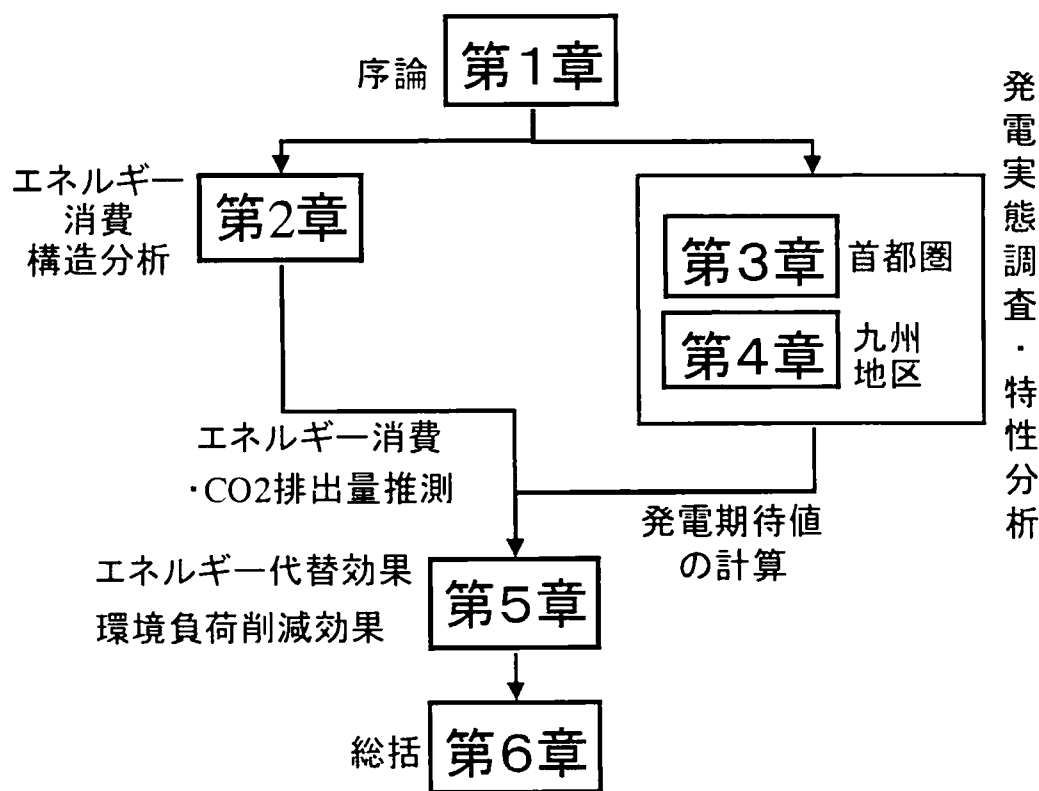 序論
第1章
エネルギー
消費
構造分析
第2章
第3章
首都圏
第4章
九州
地区
発電実態調査・特性分析
エネルギー消費
・CO2排出量推測
発電期待値
の計算
エネルギー代替効果
環境負荷削減効果
第5章
総括
第6章